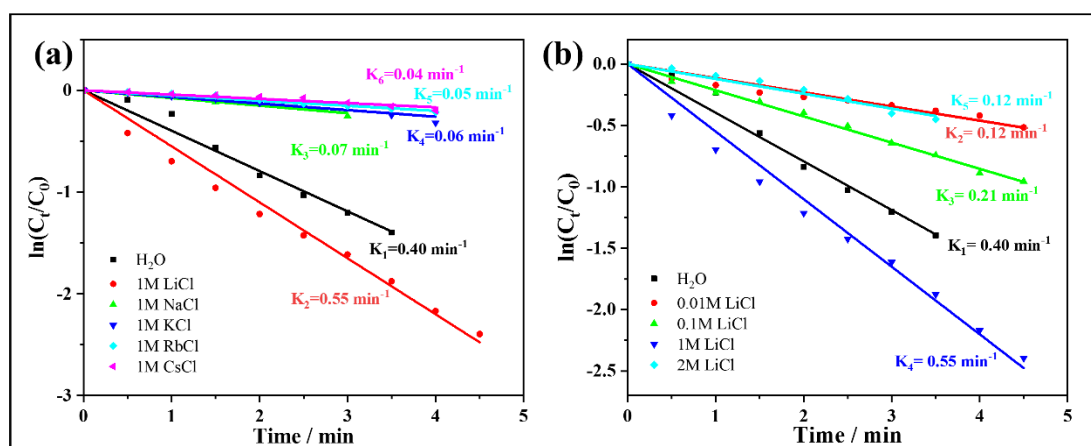 (a)
0
-1
-2
-3
0
1
2
3
4
5
ln(Cₜ/C₀)
Time / min
K₆=0.04 min⁻¹
K₅=0.05 min⁻¹
K₄=0.06 min⁻¹
K₃=0.07 min⁻¹
K₁=0.40 min⁻¹
K₂=0.55 min⁻¹
H₂O
1M LiCl
1M NaCl
1M KCl
1M RbCl
1M CsCl
(b)
0.0
-0.5
-1.0
-1.5
-2.0
-2.5
0
1
2
3
4
5
ln(Cₜ/C₀)
Time / min
K₅= 0.12 min⁻¹
K₂= 0.12 min⁻¹
K₃= 0.21 min⁻¹
K₁= 0.40 min⁻¹
K₄= 0.55 min⁻¹
H₂O
0.01M LiCl
0.1M LiCl
1M LiCl
2M LiCl